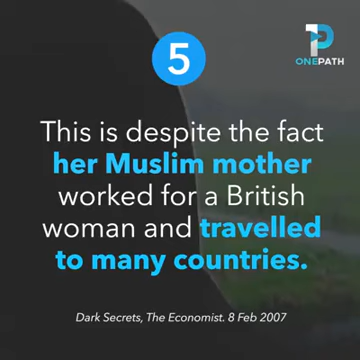 5
1P
ONEPATH
This is despite the fact
her Muslim mother
worked for a British
woman and travelled
to many countries.
Dark Secrets, The Economist. 8 Feb 2007